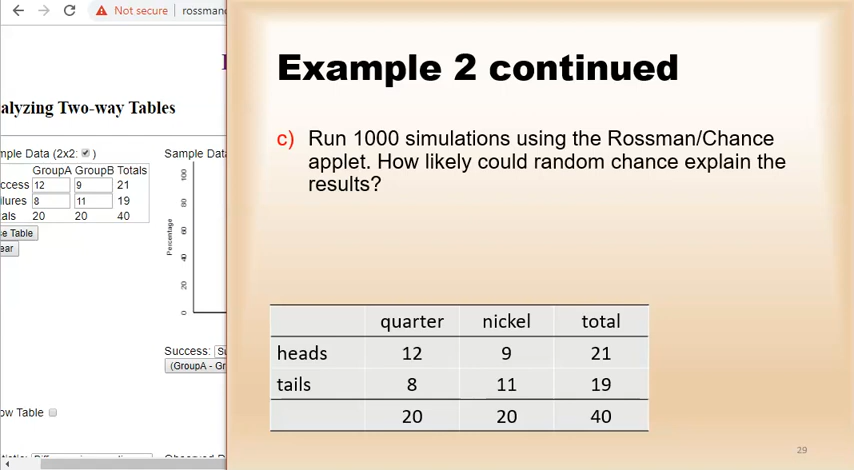 Not secure
rossmanc
alyzing Two-way Tables
mple Data (2x2: )
GroupA GroupB Totals
ccess 12 9 21
ilures 8 11 19
als 20 20 40
e Table
ear
Sample Data
Percentage
100
80
60
40
20
0
Success: Su
(GroupA - Gr
ow Table
Example 2 continued
c) Run 1000 simulations using the Rossman/Chance
applet. How likely could random chance explain the
results?
quarter nickel total
heads 12 9 21
tails 8 11 19
20 20 40
29